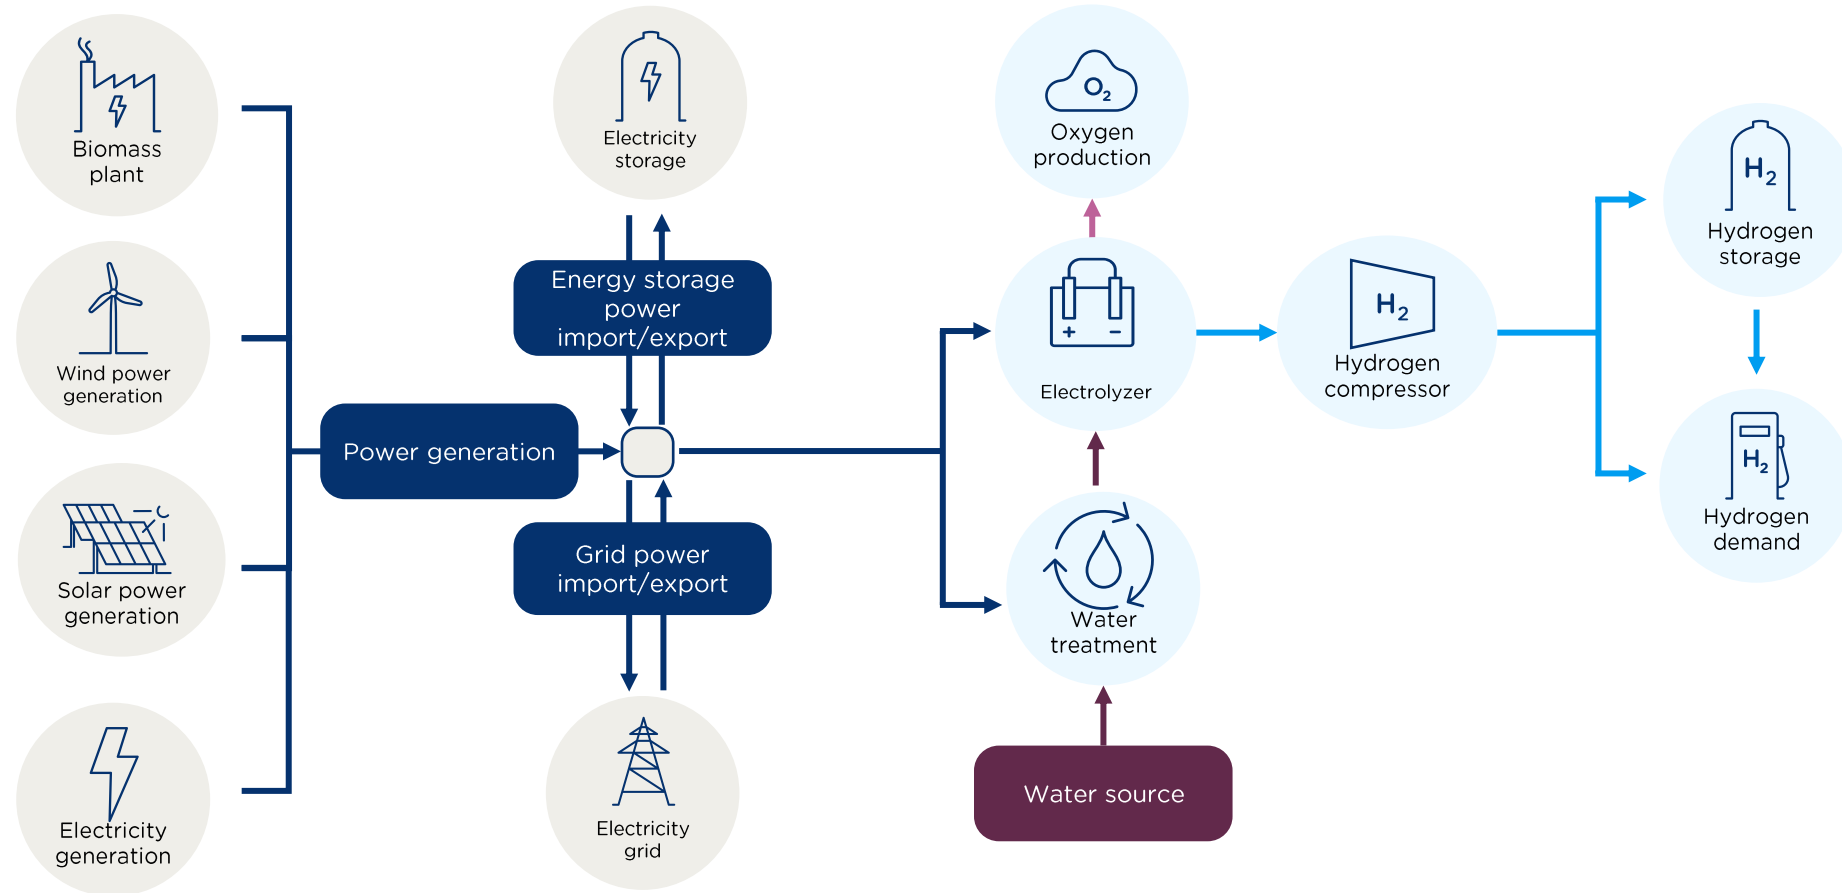 Biomass
plant
Wind power
generation
Solar power
generation
Electricity
generation
Power generation
Electricity
storage
Energy storage
power
import/export
Grid power
import/export
Electricity
grid
O2
Oxygen
production
+ −
Electrolyzer
Water
treatment
Water source
H2
Hydrogen
compressor
H2
Hydrogen
storage
H2
Hydrogen
demand